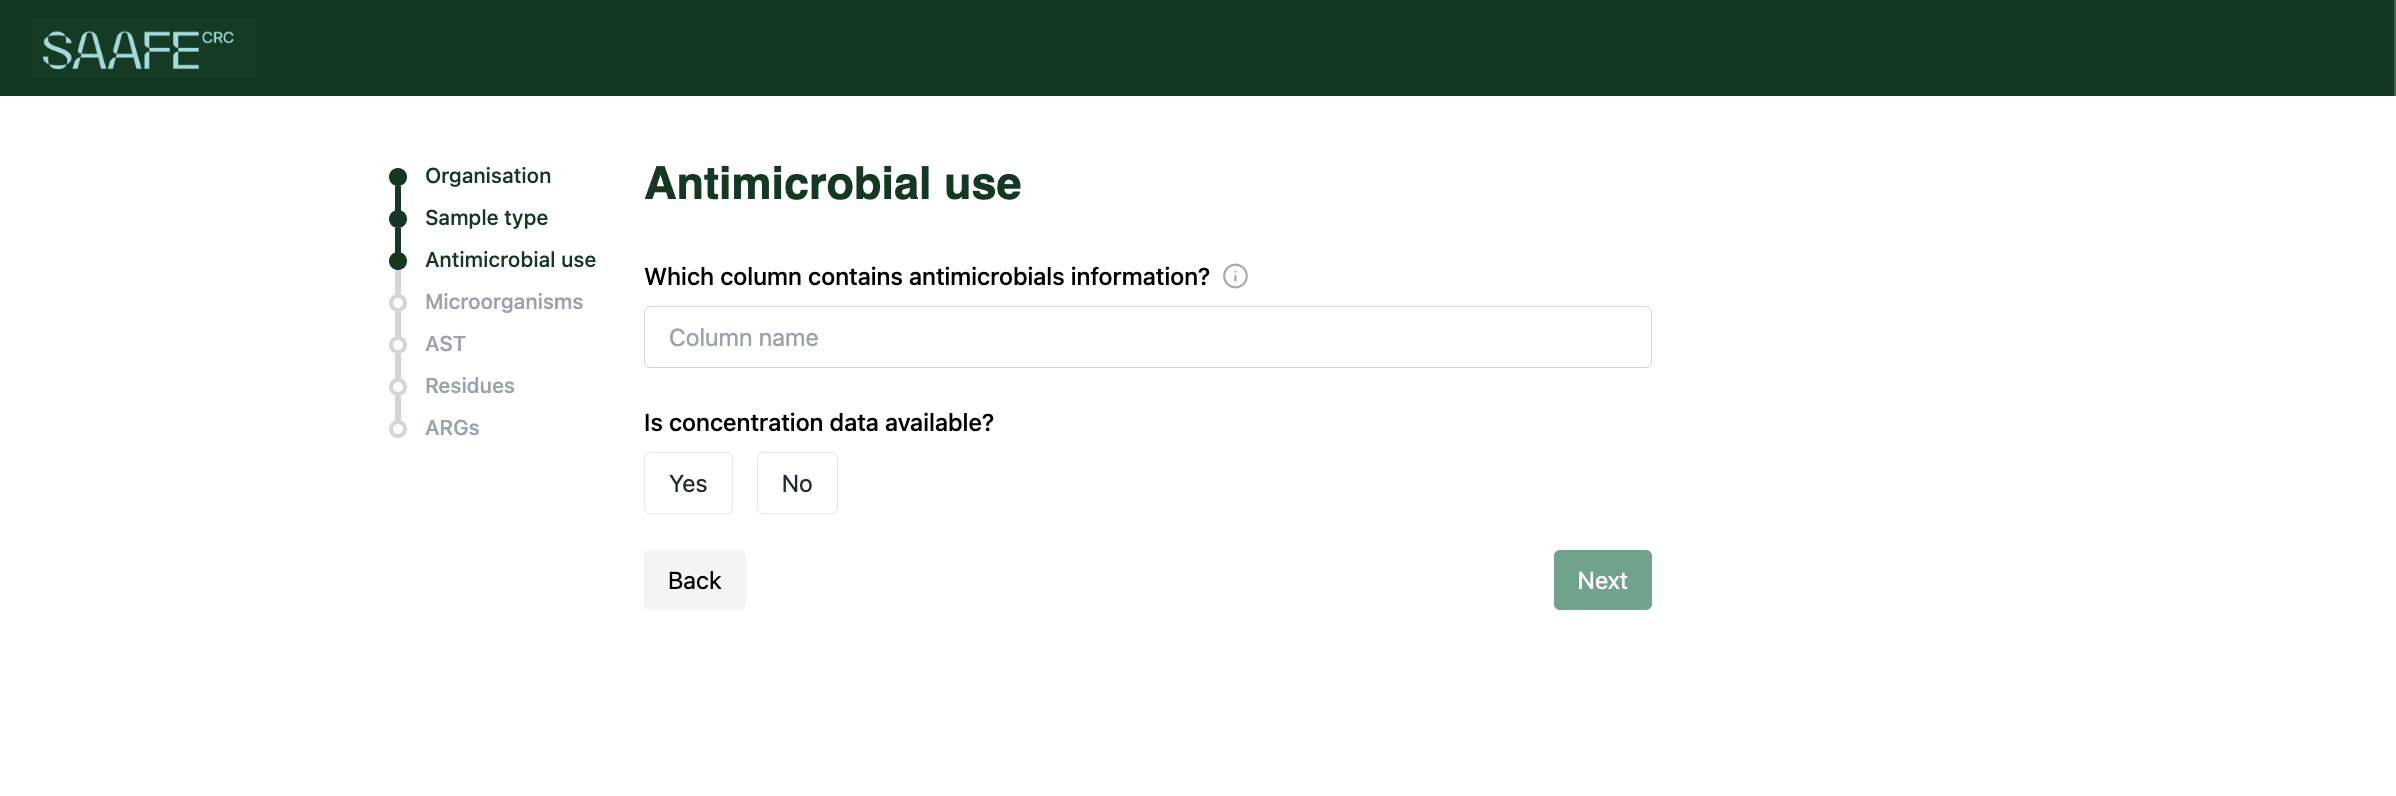 SAAFE CRC
Organisation
Sample type
Antimicrobial use
Microorganisms
AST
Residues
ARGs
Antimicrobial use
Which column contains antimicrobials information?
Column name
Is concentration data available?
Yes
No
Back
Next